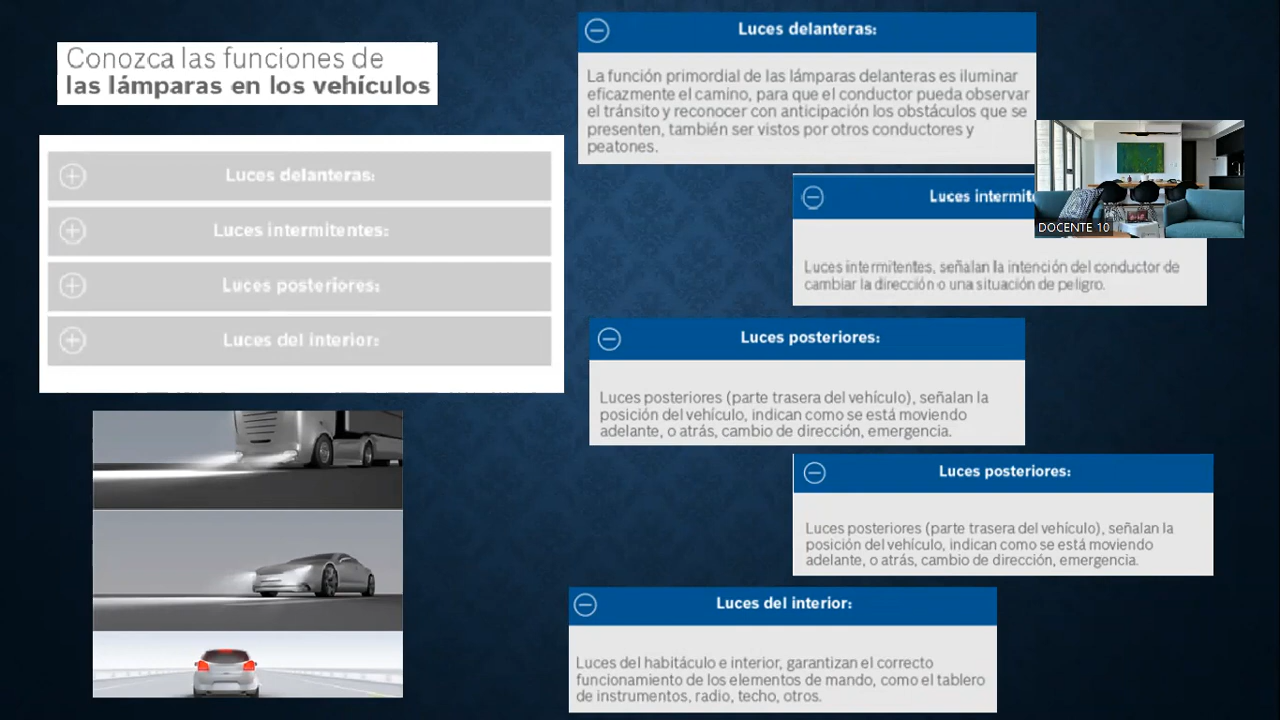 Conozca las funciones de
las lámparas en los vehículos
Luces delanteras:
Luces intermitentes:
Luces posteriores:
Luces del interior:
Luces delanteras:
La función primordial de las lámparas delanteras es iluminar
eficazmente el camino, para que el conductor pueda observar
el tránsito y reconocer con anticipación los obstáculos que se
presenten, también ser vistos por otros conductores y
peatones.
Luces intermit
DOCENTE 10
Luces intermitentes, señalan la intención del conductor de
cambiar la dirección o una situación de peligro.
Luces posteriores:
Luces posteriores (parte trasera del vehículo), señalan la
posición del vehículo, indican como se está moviendo
adelante, o atrás, cambio de dirección, emergencia.
Luces posteriores:
Luces posteriores (parte trasera del vehículo), señalan la
posición del vehículo, indican como se está moviendo
adelante, o atrás, cambio de dirección, emergencia.
Luces del interior:
Luces del habitáculo e interior, garantizan el correcto
funcionamiento de los elementos de mando, como el tablero
de instrumentos, radio, techo, otros.